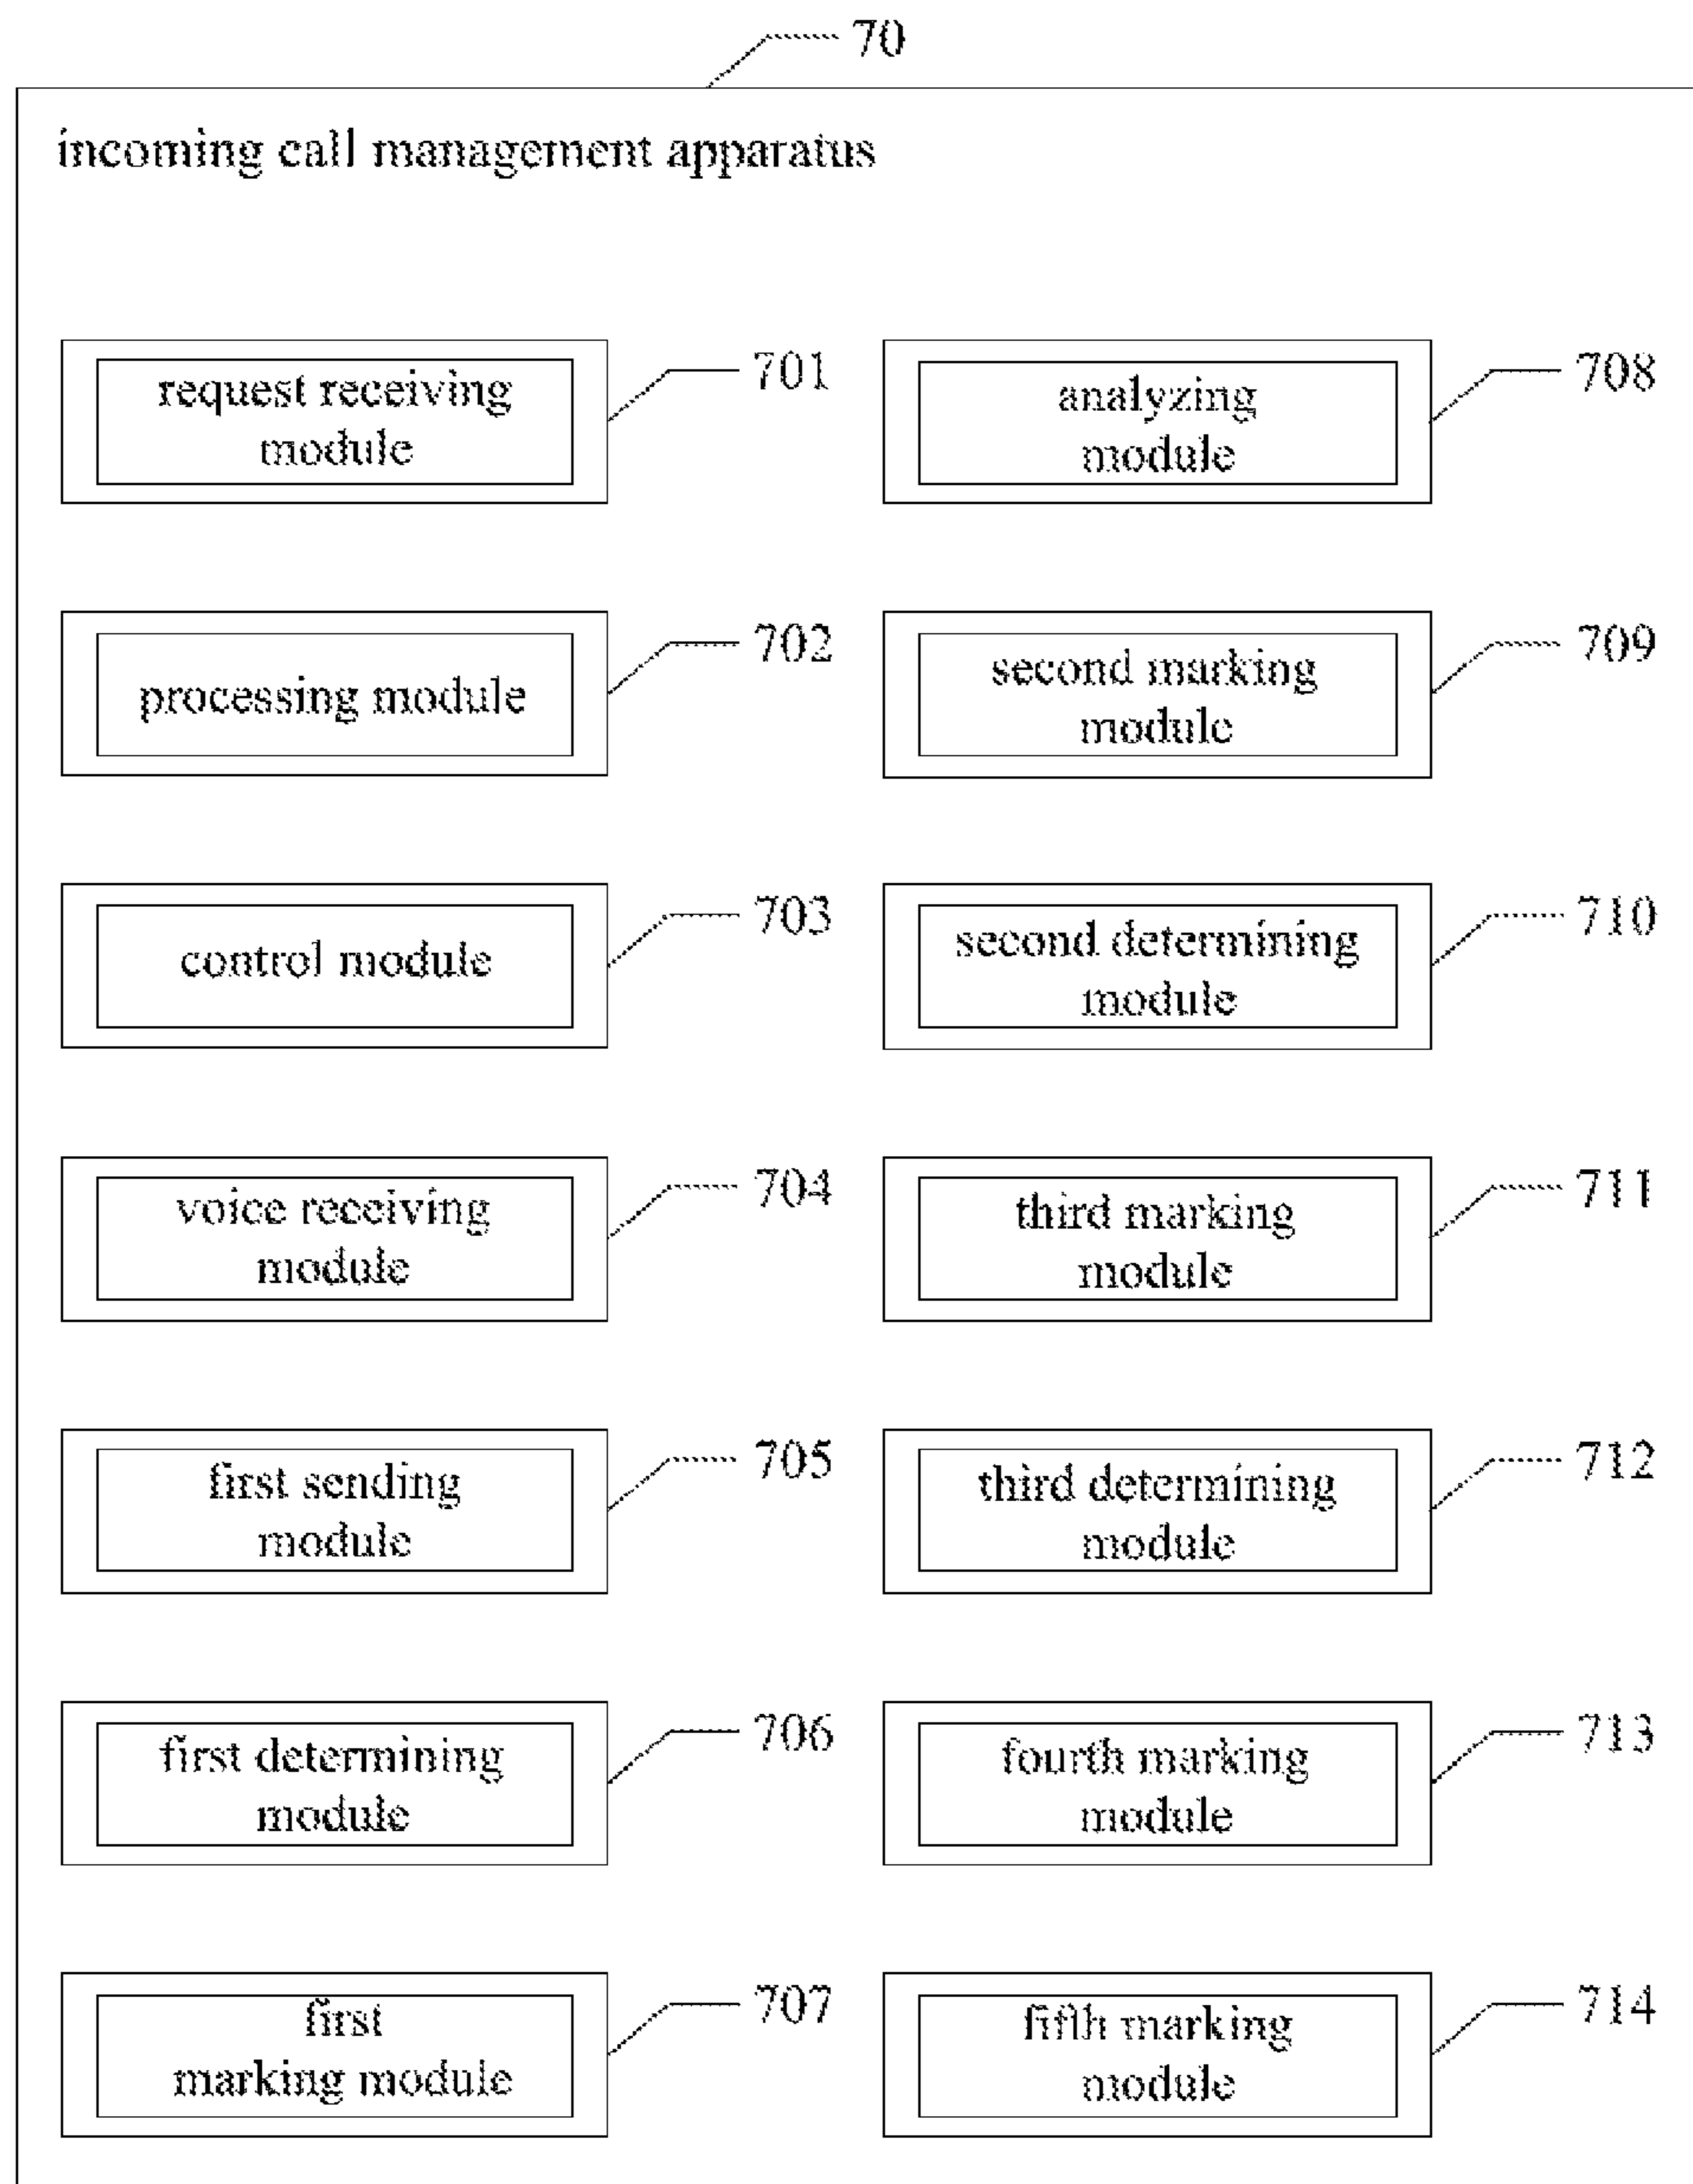 70
incoming call management apparatus
request receiving
module
701
processing module
702
control module
703
voice receiving
module
704
first sending
module
705
first determining
module
706
first
marking module
707
analyzing
module
708
second marking
module
709
second determining
module
710
third marking
module
711
third determining
module
712
fourth marking
module
713
fifth marking
module
714